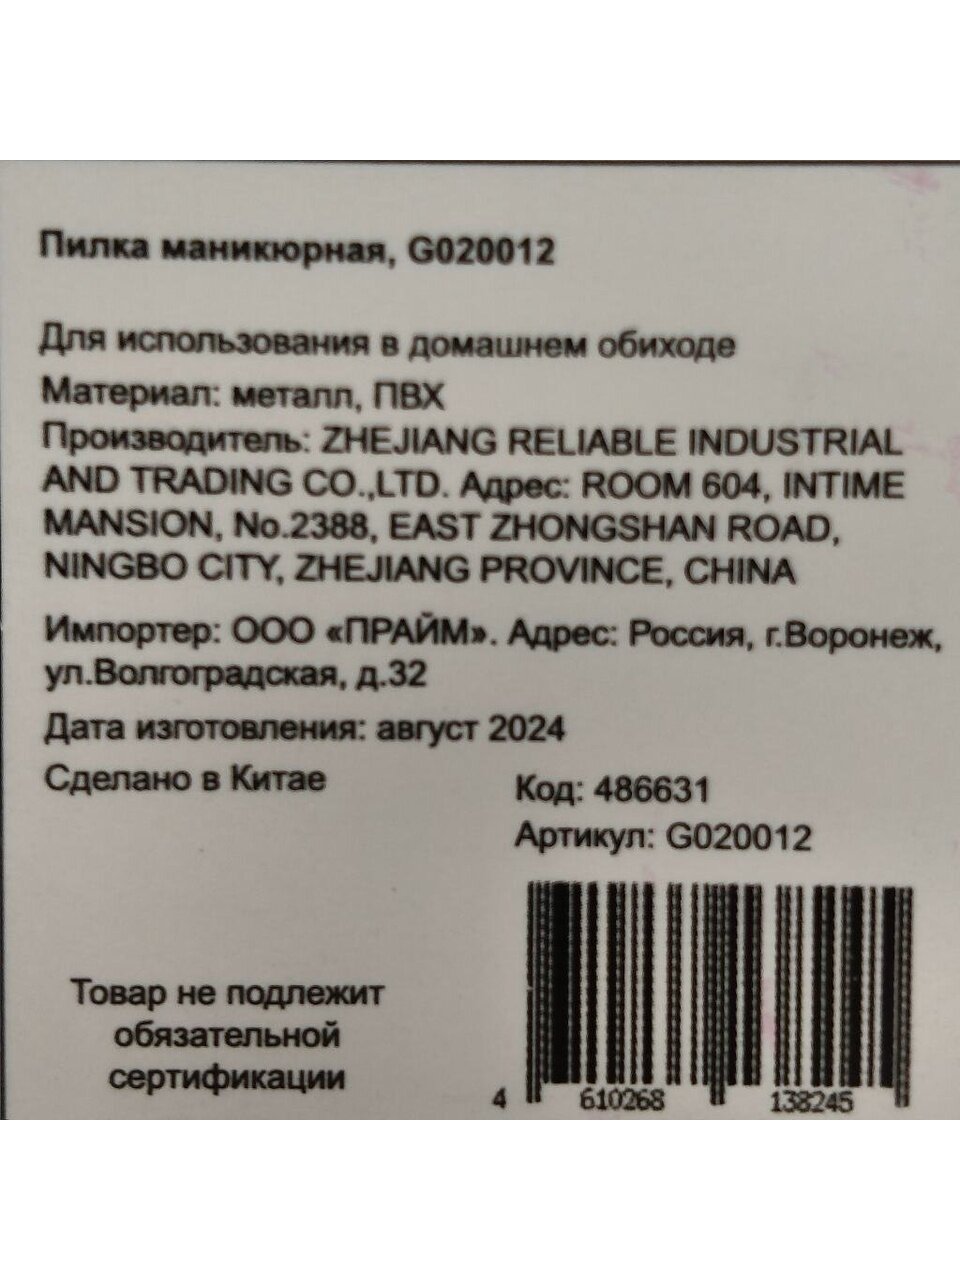 Пилка маникюрная, G020012
Для использования в домашнем обиходе
Материал: металл, ПВХ
Производитель: ZHEJIANG RELIABLE INDUSTRIAL
AND TRADING CO.,LTD. Адрес: ROOM 604, INTIME
MANSION, No.2388, EAST ZHONGSHAN ROAD,
NINGBO CITY, ZHEJIANG PROVINCE, CHINA
Импортер: ООО «ПРАЙМ». Адрес: Россия, г.Воронеж,
ул.Волгоградская, д.32
Дата изготовления: август 2024
Сделано в Китае
Код: 486631
Артикул: G020012
Товар не подлежит
обязательной
сертификации
4 610268 138245